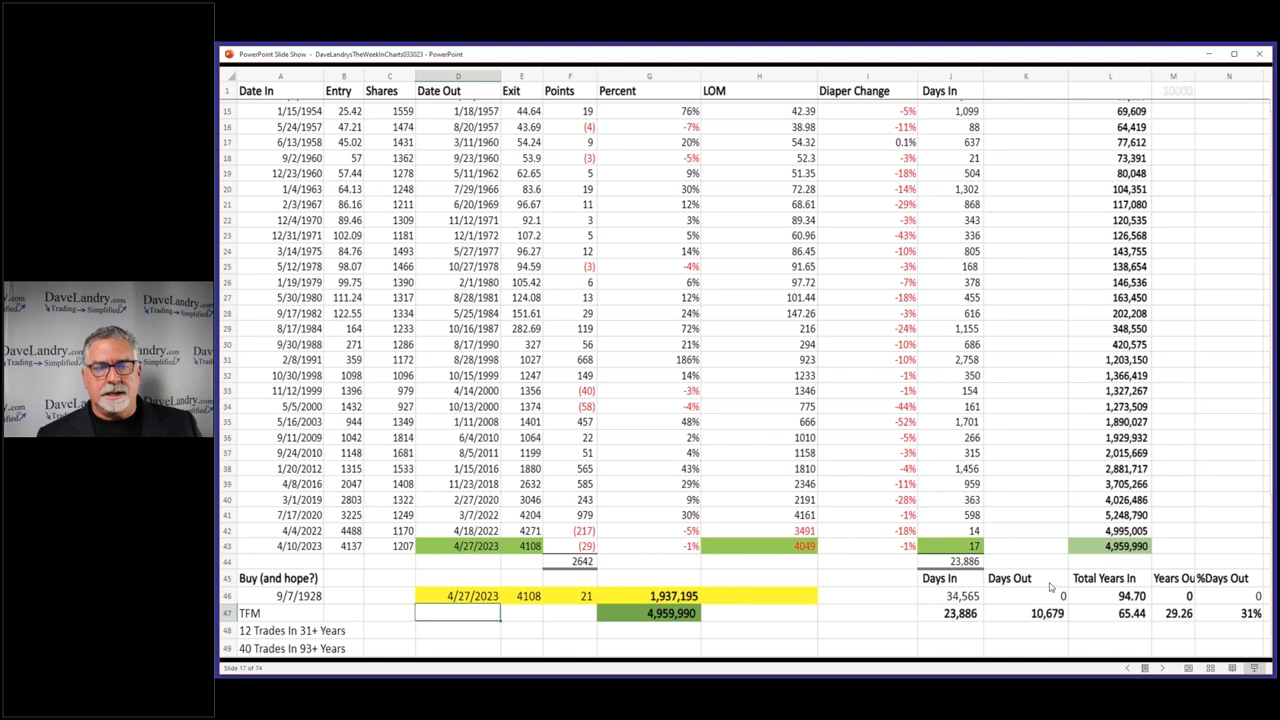 PowerPoint Slide Show - DaveLandrysTheWeekInCharts033023 - PowerPoint
A B C D E F G H I J K L M N
1 Date In Entry Shares Date Out Exit Points Percent LOM Diaper Change Days In 10000
15 1/15/1954 25.42 1559 1/18/1957 44.64 19 76% 42.39 -5% 1,099 69,609
16 5/24/1957 47.21 1474 8/20/1957 43.69 (4) -7% 38.98 -11% 88 64,419
17 6/13/1958 45.02 1431 3/11/1960 54.24 9 20% 54.32 0.1% 637 77,612
18 9/2/1960 57 1362 9/23/1960 53.9 (3) -5% 52.3 -3% 21 73,391
19 12/23/1960 57.44 1278 5/11/1962 62.65 5 9% 51.35 -18% 504 80,048
20 1/4/1963 64.13 1248 7/29/1966 83.6 19 30% 72.28 -14% 1,302 104,351
21 2/3/1967 86.16 1211 6/20/1969 96.67 11 12% 68.61 -29% 868 117,080
22 12/4/1970 89.46 1309 11/12/1971 92.1 3 3% 89.34 -3% 343 120,535
23 12/31/1971 102.09 1181 12/1/1972 107.2 5 5% 60.96 -43% 336 126,568
24 3/14/1975 84.76 1493 5/27/1977 96.27 12 14% 86.45 -10% 805 143,755
25 5/12/1978 98.07 1466 10/27/1978 94.59 (3) -4% 91.65 -3% 168 138,654
26 1/19/1979 99.75 1390 2/1/1980 105.42 6 6% 97.72 -7% 378 146,536
27 5/30/1980 111.24 1317 8/28/1981 124.08 13 12% 101.44 -18% 455 163,450
28 9/17/1982 122.55 1334 5/25/1984 151.61 29 24% 147.26 -3% 616 202,208
29 8/17/1984 164 1233 10/16/1987 282.69 119 72% 216 -24% 1,155 348,550
30 9/30/1988 271 1286 8/17/1990 327 56 21% 294 -10% 686 420,575
31 2/8/1991 359 1172 8/28/1998 1027 668 186% 923 -10% 2,758 1,203,150
32 10/30/1998 1098 1121 10/15/1999 1247 149 14% 1233 -1% 350 1,366,419
33 11/12/1999 1396 979 4/14/2000 1356 (40) -3% 1346 -1% 154 1,327,267
34 5/5/2000 1432 927 10/13/2000 1374 (58) -4% 775 -44% 161 1,273,509
35 5/16/2003 944 1349 1/11/2008 1401 457 48% 666 -52% 1,701 1,890,027
36 9/11/2009 1042 1814 6/4/2010 1064 22 2% 1010 -5% 266 1,929,932
37 9/24/2010 1148 1681 8/5/2011 1199 51 4% 1158 -3% 315 2,015,669
38 1/20/2012 1315 1533 1/15/2016 1880 565 43% 1810 -4% 1,456 2,881,717
39 4/8/2016 2047 1408 11/23/2018 2632 585 29% 2346 -11% 959 3,705,266
40 3/1/2019 2803 1322 2/27/2020 3046 243 9% 2191 -28% 363 4,026,486
41 7/17/2020 3225 1249 3/7/2022 4204 979 30% 4161 -1% 598 5,248,790
42 4/4/2022 4488 1170 4/18/2022 4271 (217) -5% 3491 -18% 14 4,995,005
43 4/10/2023 4137 1207 4/27/2023 4108 (29) -1% 4049 -1% 17 4,959,990
44 2642 23,886
45 Buy (and hope?) Days In Days Out Total Years In Years Ou %Days Out
46 9/7/1928 4/27/2023 4108 21 1,937,195 34,565 0 94.70 0 0
47 TFM 4,959,990 23,886 10,679 65.44 29.26 31%
48 12 Trades In 31+ Years
49 40 Trades In 93+ Years
Slide 17 of 74
DaveLandry.com
Trading Simplified
DaveLandry.com
Trading Simplified